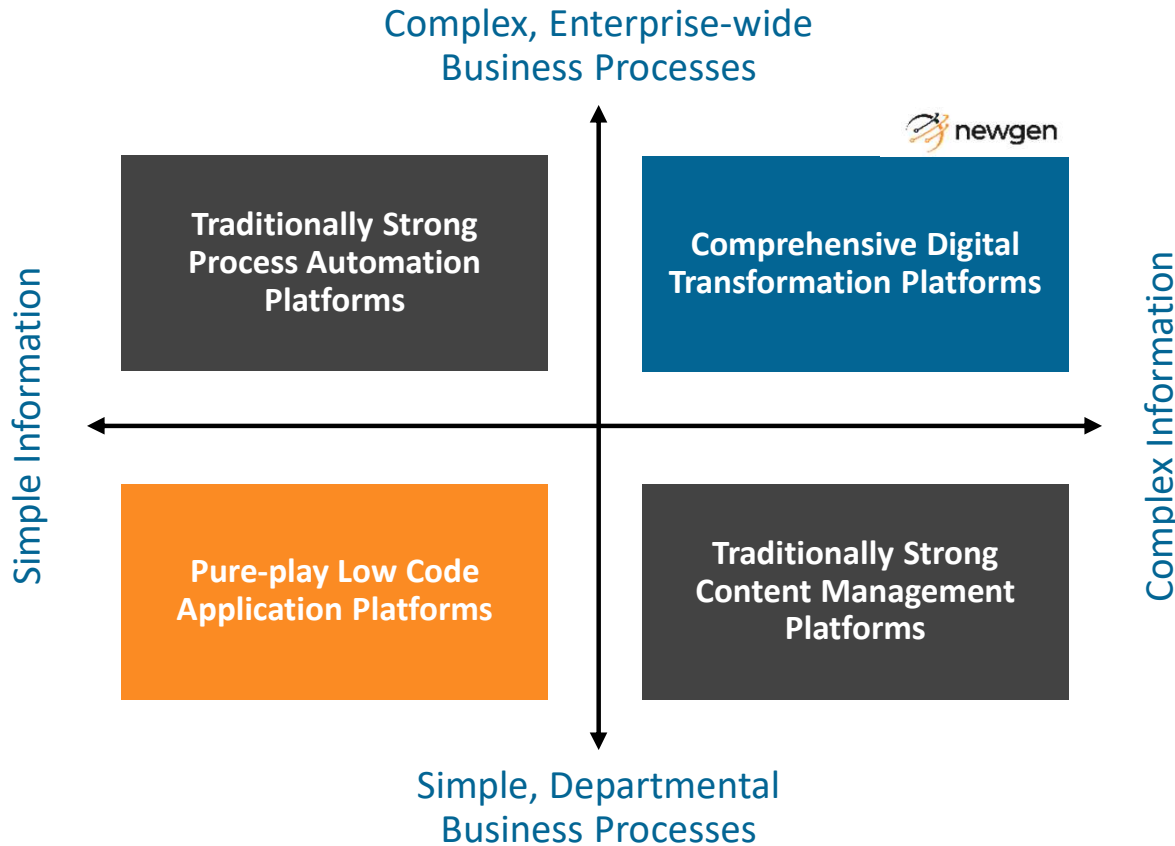 Complex, Enterprise-wide
Business Processes
newgen
Traditionally Strong
Process Automation
Platforms
Comprehensive Digital
Transformation Platforms
Simple Information
Complex Information
Pure-play Low Code
Application Platforms
Traditionally Strong
Content Management
Platforms
Simple, Departmental
Business Processes